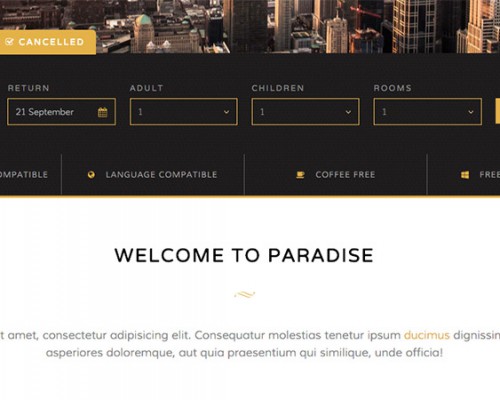 CANCELLED
RETURN ADULT CHILDREN ROOMS
21 September 1 1 1
OMPATIBLE LANGUAGE COMPATIBLE COFFEE FREE FREE
WELCOME TO PARADISE
t amet, consectetur adipisicing elit. Consequatur molestias tenetur ipsum ducimus dignissin
asperiores doloremque, aut quia praesentium qui similique, unde officia!